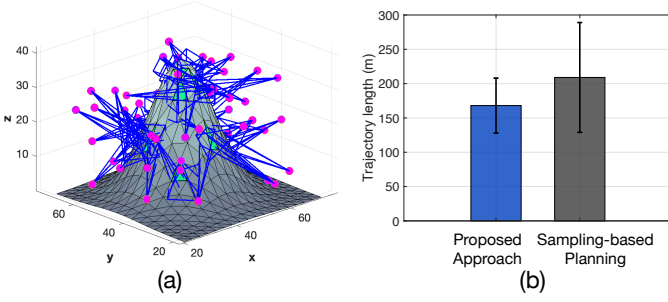 40
30
20
10
z
60
40
20
y
20
40
60
x
(a)
300
250
200
150
100
50
0
Trajectory length (m)
Proposed
Approach
Sampling-based
Planning
(b)